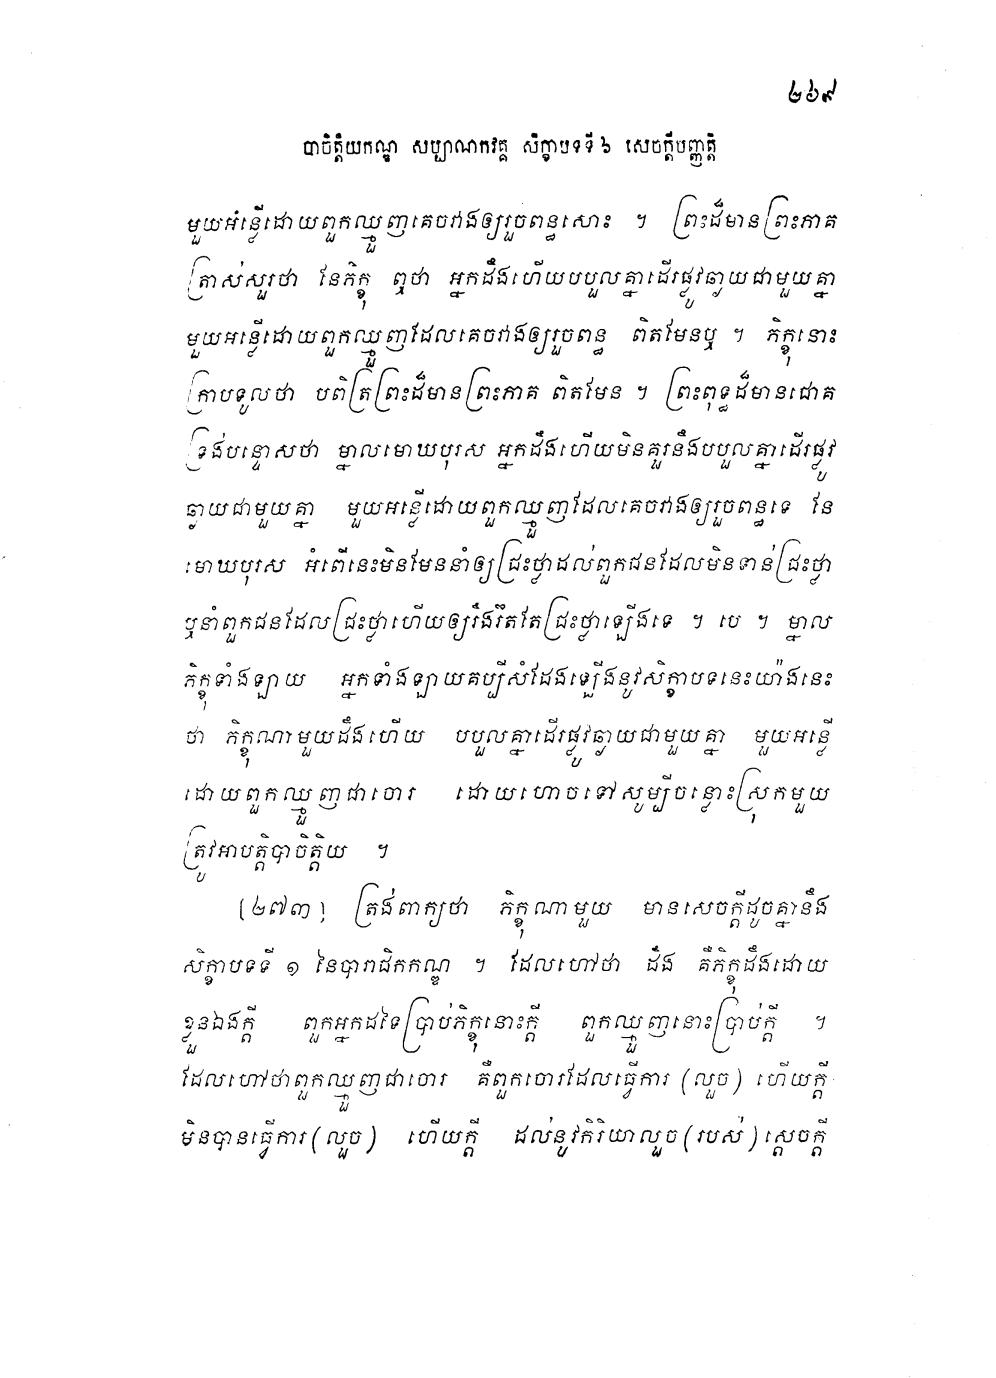 ២៦៩
បាចិត្តិយកណ្ឌ សប្បាណកវគ្គ សិក្ខាបទទី ៦ សេចក្តីបញ្ញត្តិ
មួយអំន្លើដោយពួកឈ្មួញគេចវាងឲ្យរួចពន្ធសោះ ។ ព្រះដ៏មានព្រះភាគ
ត្រាស់សួរថា នែភិក្ខុ ឮថា អ្នកដឹងហើយបបួលគ្នាដើរផ្លូវឆ្ងាយជាមួយគ្នា
មួយអន្លើដោយពួកឈ្មួញដែលគេចវាងឲ្យរួចពន្ធ ពិតមែនឬ ។ ភិក្ខុនោះ
ក្រាបទូលថា បពិត្រព្រះដ៏មានព្រះភាគ ពិតមែន ។ ព្រះពុទ្ធដ៏មានជោគ
ទ្រង់បន្ទោសថា ម្នាលមោឃបុរស អ្នកដឹងហើយមិនគួរនឹងបបួលគ្នាដើរផ្លូវ
ឆ្ងាយជាមួយគ្នា មួយអន្លើដោយពួកឈ្មួញដែលគេចវាងឲ្យរួចពន្ធទេ នែ
មោឃបុរស អំពើនេះមិនមែននាំឲ្យជ្រះថ្លាដល់ពួកជនដែលមិនទាន់ជ្រះថ្លា
ឬនាំពួកជនដែលជ្រះថ្លាហើយឲ្យរឹងរឹតតែជ្រះថ្លាឡើងទេ ។ បេ ។ ម្នាល
ភិក្ខុទាំងឡាយ អ្នកទាំងឡាយគប្បីសំដែងឡើងនូវសិក្ខាបទនេះយ៉ាងនេះ
ថា ភិក្ខុណាមួយដឹងហើយ បបួលគ្នាដើរផ្លូវឆ្ងាយជាមួយគ្នា មួយអន្លើ
ដោយពួកឈ្មួញជាចោរ ដោយហោចទៅសូម្បីចន្លោះស្រុកមួយ
ត្រូវអាបត្តិបាចិត្តិយ ។
[២៧៣] ត្រង់ពាក្យថា ភិក្ខុណាមួយ មានសេចក្តីដូចគ្នានឹង
សិក្ខាបទទី ១ នៃបារាជិកកណ្ឌ ។ ដែលហៅថា ដឹង គឺភិក្ខុដឹងដោយ
ខ្លួនឯងក្តី ពួកអ្នកដទៃប្រាប់ភិក្ខុនោះក្តី ពួកឈ្មួញនោះប្រាប់ក្តី ។
ដែលហៅថាពួកឈ្មួញជាចោរ គឺពួកចោរដែលធ្វើការ (លួច) ហើយក្តី
មិនបានធ្វើការ (លួច) ហើយក្តី ដល់នូវកិរិយាលួច (របស់) ស្តេចក្តី